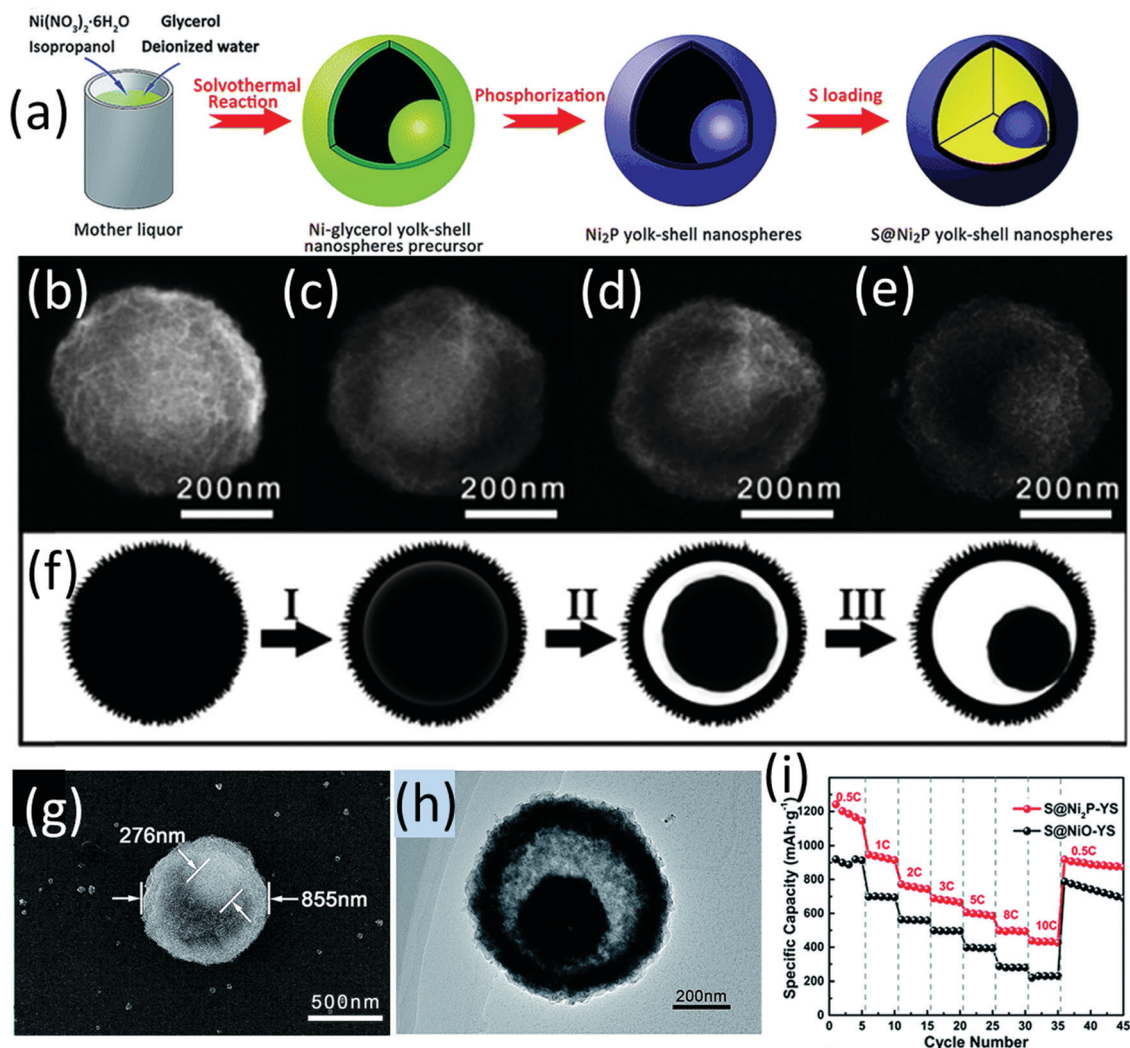 (a)
Ni(NO₃)₂·6H₂O Glycerol
Isopropanol Deionized water
Solvothermal
Reaction
Phosphorization
S loading
Mother liquor
Ni-glycerol yolk-shell
nanospheres precursor
Ni₂P yolk-shell nanospheres
S@Ni₂P yolk-shell nanospheres
(b)
200nm
(c)
200nm
(d)
200nm
(e)
200nm
(f)
I
II
III
(g)
276nm
855nm
500nm
(h)
200nm
(i)
Specific Capacity (mAh·g⁻¹)
1200
1000
800
600
400
200
0
0.5C
1C
2C
3C
5C
8C
10C
0.5C
S@Ni₂P-YS
S@NiO-YS
0 5 10 15 20 25 30 35 40 45
Cycle Number